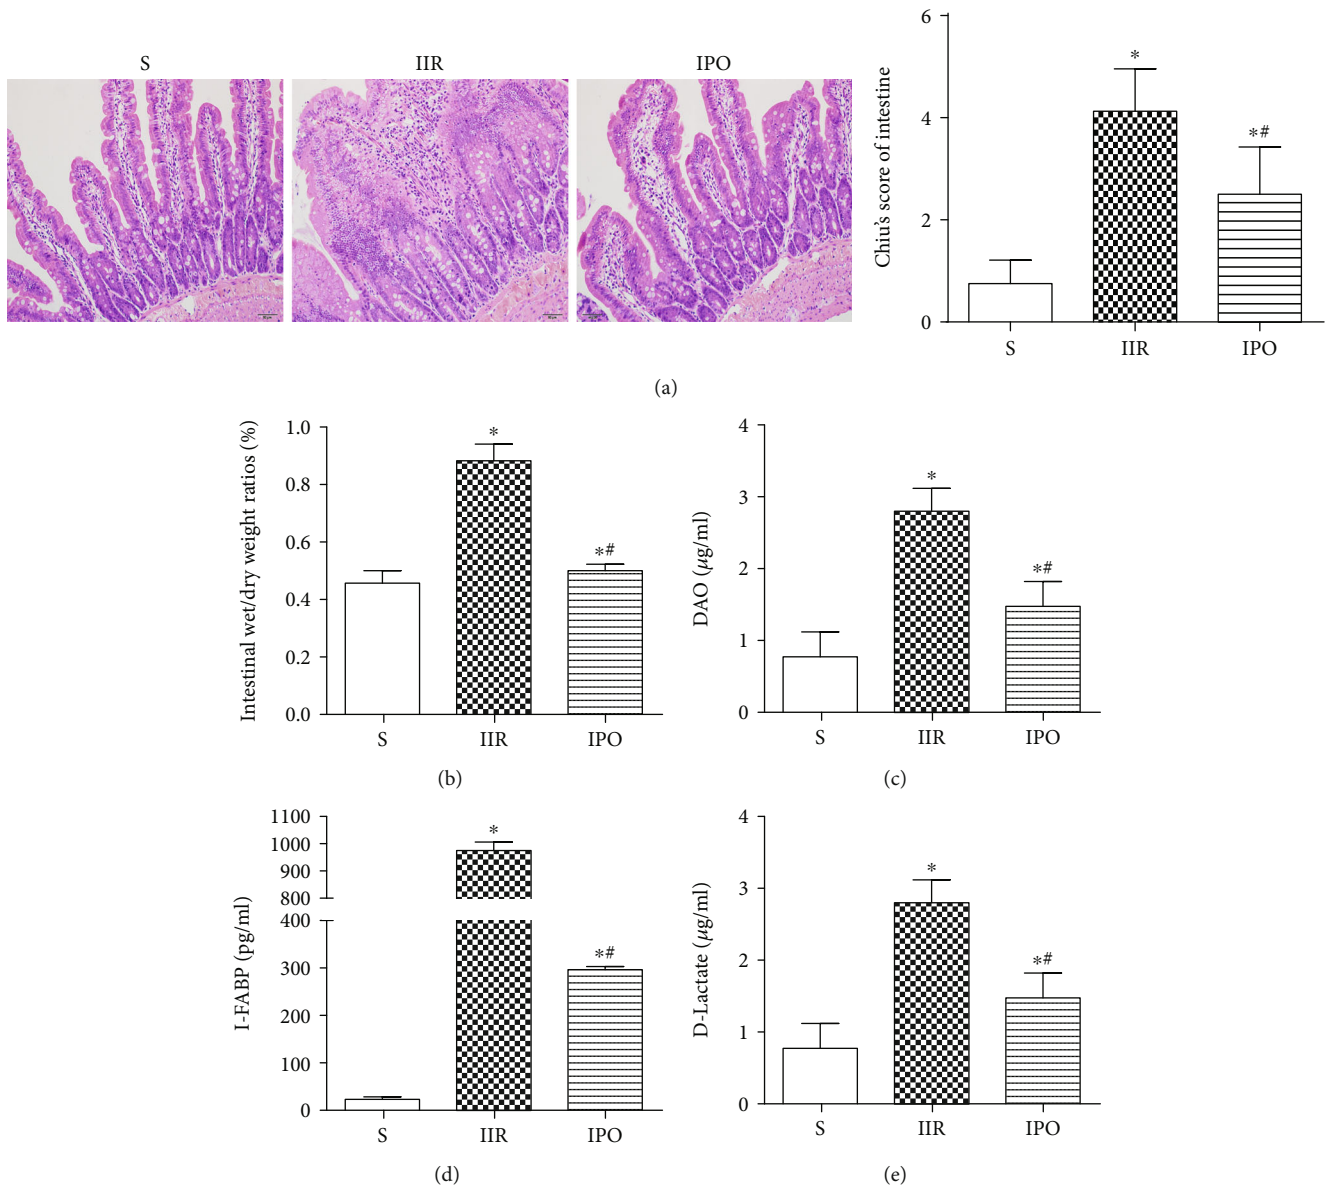 S IIR IPO
Chiu's score of intestine
6
4
2
0
*
*#
S IIR IPO
(a)
Intestinal wet/dry weight ratios (%)
1.0
0.8
0.6
0.4
0.2
0.0
*
*#
S IIR IPO
(b)
DAO (µg/ml)
4
3
2
1
0
*
*#
S IIR IPO
(c)
I-FABP (pg/ml)
1100
1000
900
800
400
300
200
100
0
*
*#
S IIR IPO
(d)
D-Lactate (µg/ml)
4
3
2
1
0
*
*#
S IIR IPO
(e)